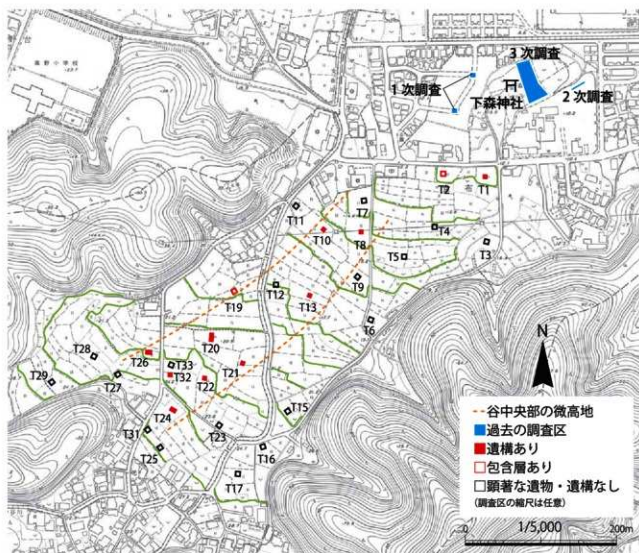 3次調査
1次調査
下森神社
2次調査
T2
T1
T7
T11
T10
T8
T4
T3
T5
T9
T12
T13
T19
T6
T20
T28
T26
T33
T32
T22
T21
T29
T27
T24
T15
T23
T31
T25
T16
T17
N
谷中央部の微高地
過去の調査区
遺構あり
包含層あり
顕著な遺物・遺構なし
(調査区の縮尺は任意)
1/5,000
0
200m